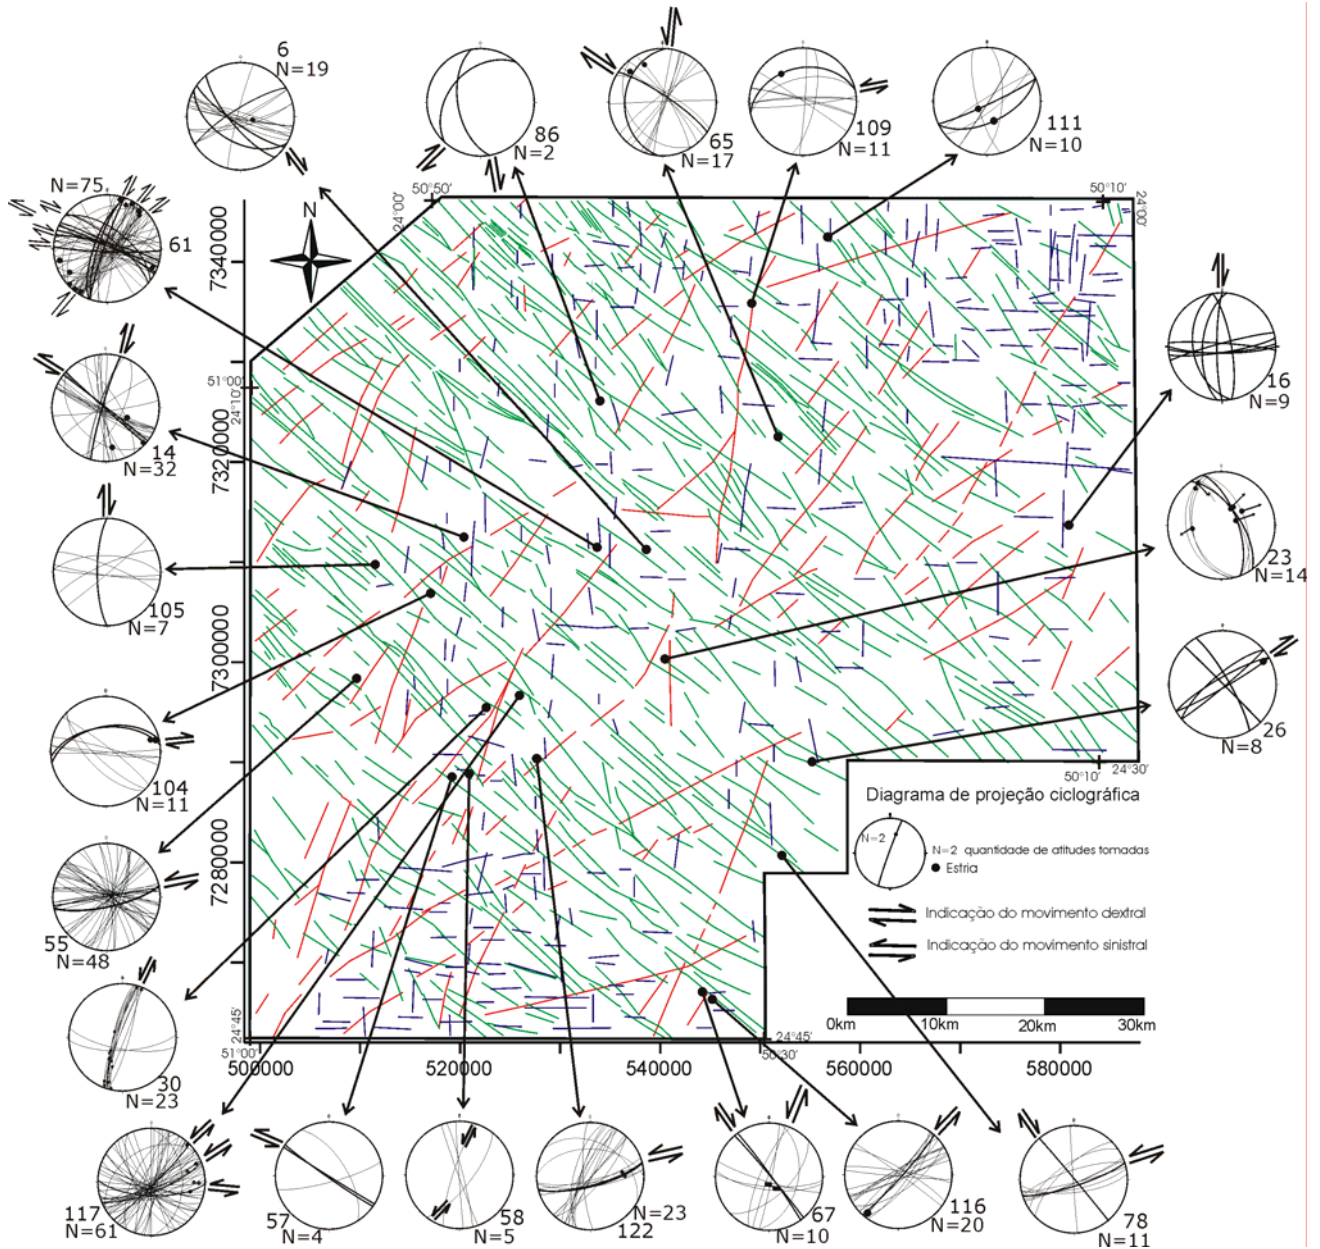 6
N=19
86
N=2
65
N=17
109
N=11
111
N=10
N=75
61
14
N=32
105
N=7
104
N=11
55
N=48
30
N=23
117
N=61
57
N=4
58
N=5
N=23
122
67
N=10
116
N=20
78
N=11
16
N=9
23
N=14
26
N=8
N
50°50'
24°00'
50°10'
24°00'
51°00'
24°10'
7340000
7320000
7300000
7280000
50°10'
24°30'
24°45'
51°00'
24°45'
50°30'
500000
520000
540000
560000
580000
Diagrama de projeção ciclográfica
N=2
N=2 quantidade de atitudes tomadas
Estria
Indicação do movimento dextral
Indicação do movimento sinistral
0km
10km
20km
30km